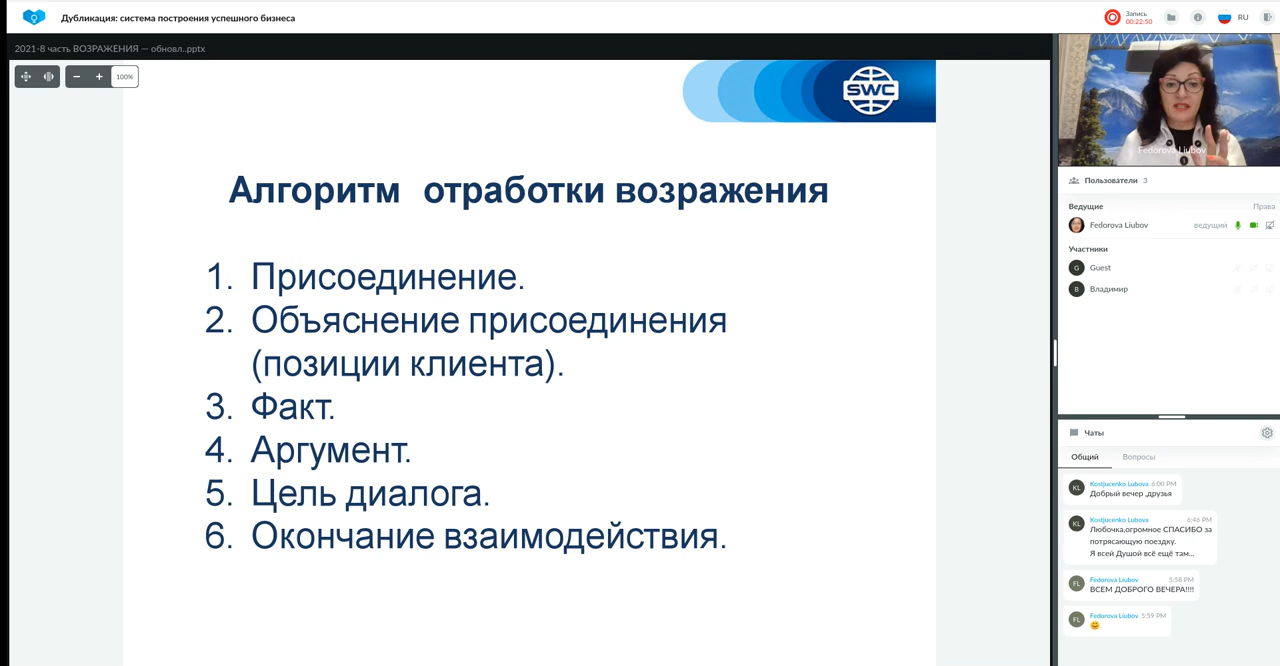 Дубликация: система построения успешного бизнеса
Запись
00:22:50
RU
2021-8 часть ВОЗРАЖЕНИЯ — обновл..pptx
100%
SWC
Алгоритм отработки возражения
1. Присоединение.
2. Объяснение присоединения
(позиции клиента).
3. Факт.
4. Аргумент.
5. Цель диалога.
6. Окончание взаимодействия.
Fedorova Liubov
Пользователи 3
Ведущие Права
Fedorova Liubov ведущий
Участники
G Guest
В Владимир
Чаты
Общий Вопросы
KL Kostjucenko Lubova 6:00 PM
Добрый вечер ,друзья
KL Kostjucenko Lubova 6:46 PM
Любочка,огромное СПАСИБО за
потрясающую поездку.
Я всей Душой всё ещё там...
FL Fedorova Liubov 5:58 PM
ВСЕМ ДОБРОГО ВЕЧЕРА!!!!
FL Fedorova Liubov 5:59 PM